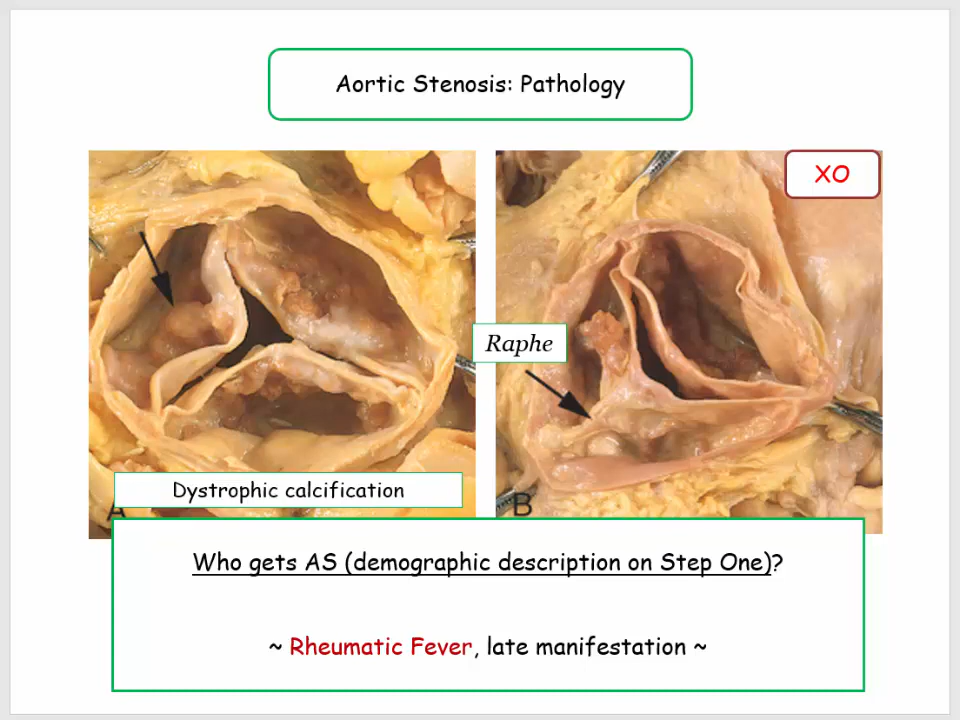 Aortic Stenosis: Pathology
XO
Raphe
Dystrophic calcification
A
B
Who gets AS (demographic description on Step One)?
~ Rheumatic Fever, late manifestation ~